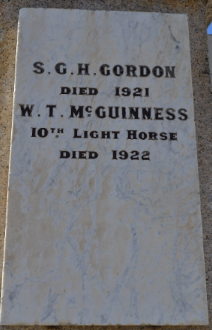 S. G. H. GORDON
DIED 1921
W. T. McGUINNESS
10TH LIGHT HORSE
DIED 1922